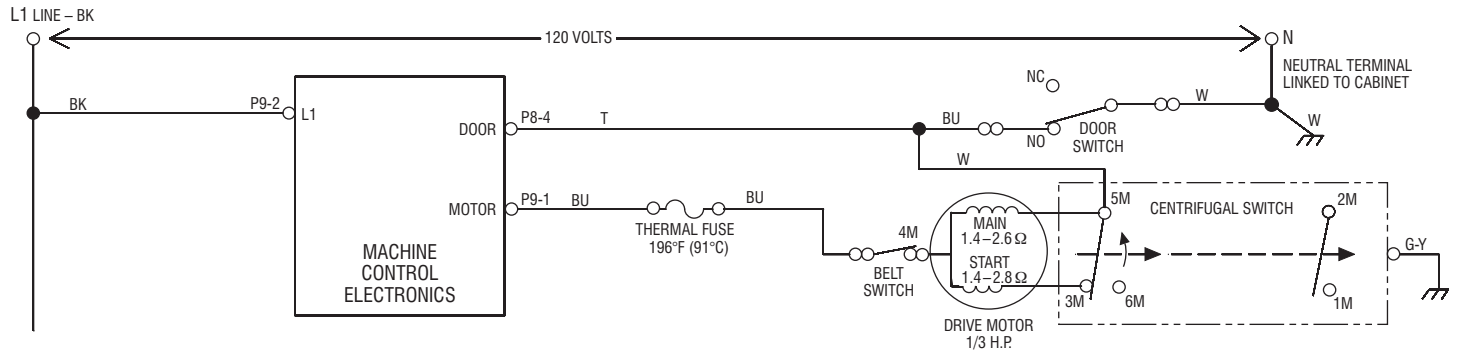 L1 LINE – BK
120 VOLTS
N
NEUTRAL TERMINAL
LINKED TO CABINET
NC
BK
P9-2
L1
DOOR
P8-4
T
BU
NO
DOOR
SWITCH
W
W
W
MOTOR
P9-1
BU
BU
THERMAL FUSE
196°F (91°C)
MACHINE
CONTROL
ELECTRONICS
4M
BELT
SWITCH
MAIN
1.4–2.6 Ω
START
1.4–2.8 Ω
DRIVE MOTOR
1/3 H.P.
5M
CENTRIFUGAL SWITCH
2M
3M
6M
1M
G-Y